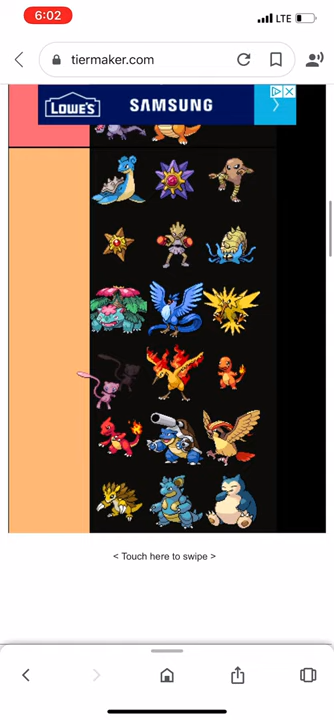 6:02
LTE
tiermaker.com
LOWE'S
SAMSUNG
< Touch here to swipe >